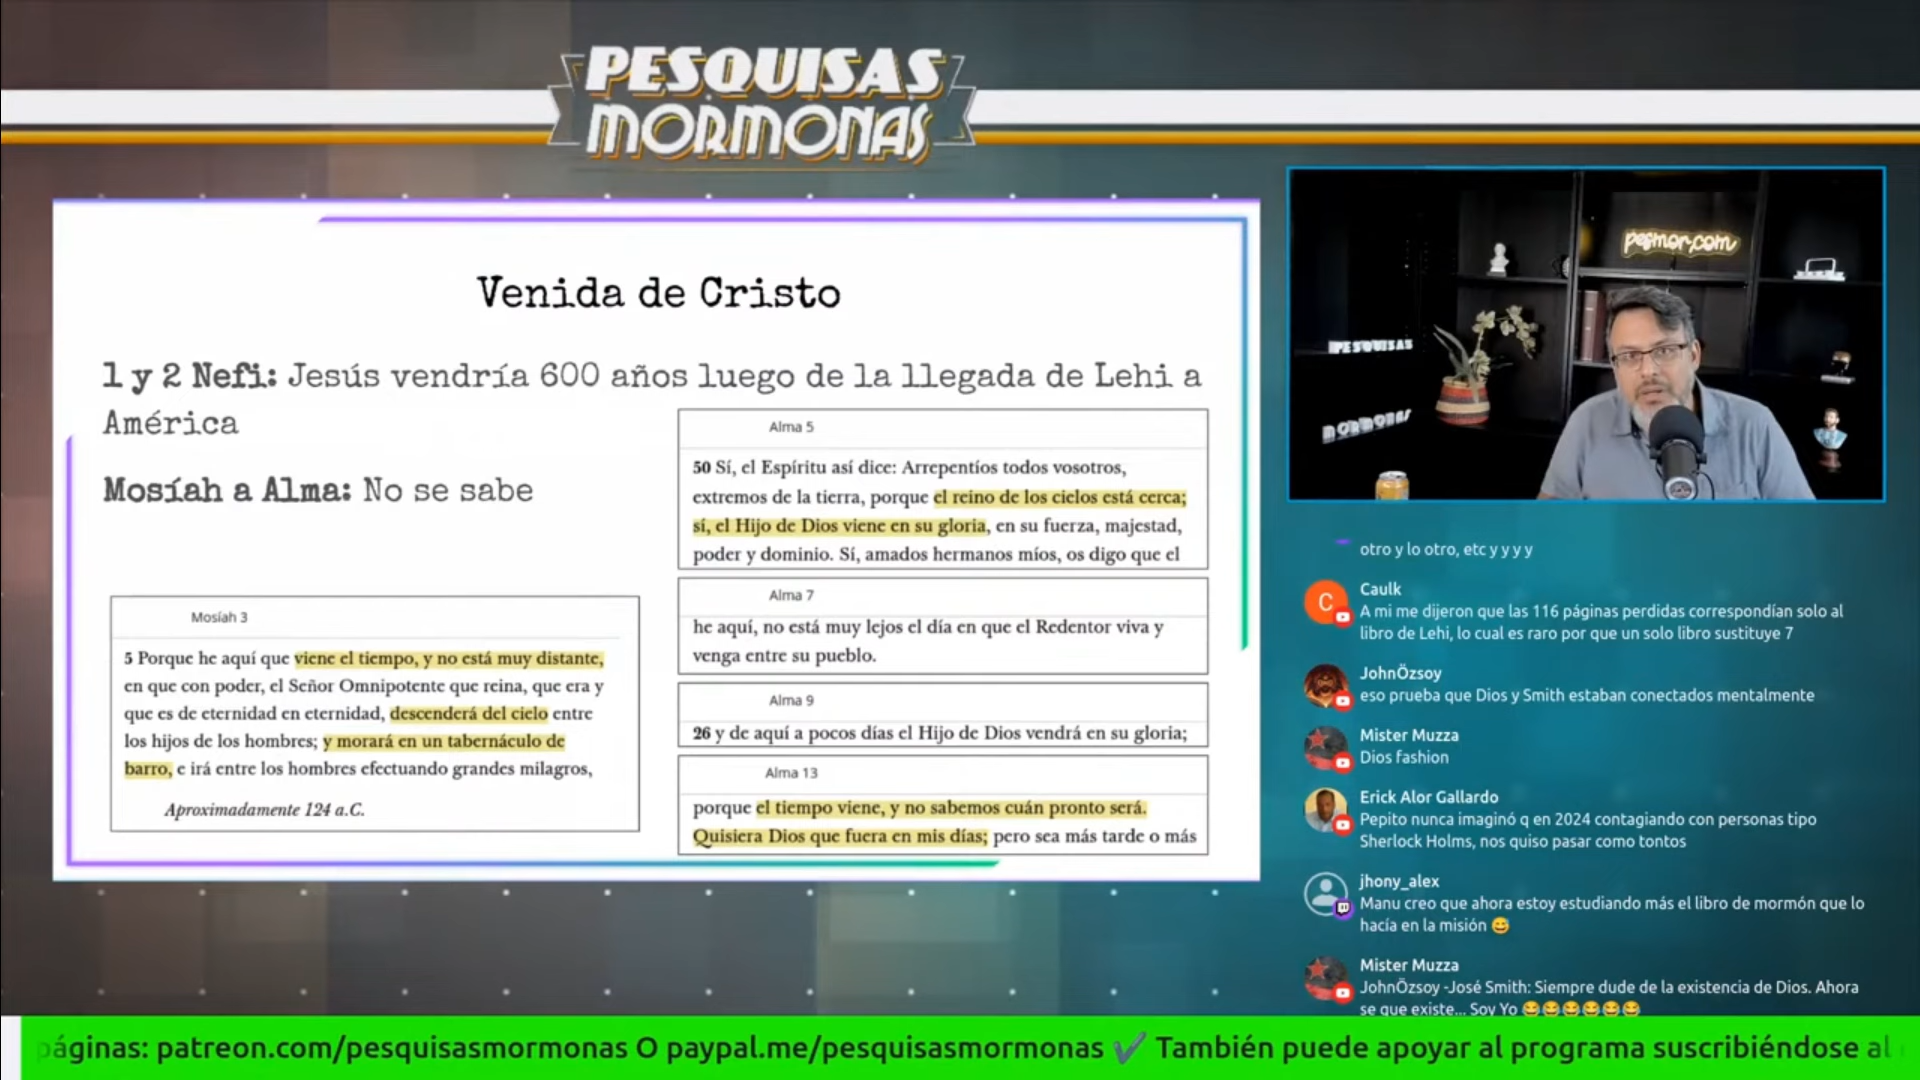 PESQUISAS
MORMONAS
Venida de Cristo
1 y 2 Nefi: Jesús vendría 600 años luego de la llegada de Lehi a
América
Mosíah a Alma: No se sabe
Mosíah 3
5 Porque he aquí que viene el tiempo, y no está muy distante,
en que con poder, el Señor Omnipotente que reina, que era y
que es de eternidad en eternidad, descenderá del cielo entre
los hijos de los hombres; y morará en un tabernáculo de
barro, e irá entre los hombres efectuando grandes milagros,
Aproximadamente 124 a.C.
Alma 5
50 Sí, el Espíritu así dice: Arrepentíos todos vosotros,
extremos de la tierra, porque el reino de los cielos está cerca;
sí, el Hijo de Dios viene en su gloria, en su fuerza, majestad,
poder y dominio. Sí, amados hermanos míos, os digo que el
Alma 7
he aquí, no está muy lejos el día en que el Redentor viva y
venga entre su pueblo.
Alma 9
26 y de aquí a pocos días el Hijo de Dios vendrá en su gloria;
Alma 13
porque el tiempo viene, y no sabemos cuán pronto será.
Quisiera Dios que fuera en mis días; pero sea más tarde o más
pesmor.com
PESQUISAS
MORMONAS
otro y lo otro, etc y y y y
C
Caulk
A mi me dijeron que las 116 páginas perdidas correspondían solo al
libro de Lehi, lo cual es raro por que un solo libro sustituye 7
JohnÖzsoy
eso prueba que Dios y Smith estaban conectados mentalmente
Mister Muzza
Dios fashion
Erick Alor Gallardo
Pepito nunca imaginó q en 2024 contagiando con personas tipo
Sherlock Holms, nos quiso pasar como tontos
jhony_alex
Manu creo que ahora estoy estudiando más el libro de mormón que lo
hacía en la misión 😅
Mister Muzza
JohnÖzsoy -José Smith: Siempre dude de la existencia de Dios. Ahora
se que existe... Soy Yo 😂😂😂😂😂😂
páginas: patreon.com/pesquisasmormonas O paypal.me/pesquisasmormonas ✔ También puede apoyar al programa suscribiéndose al